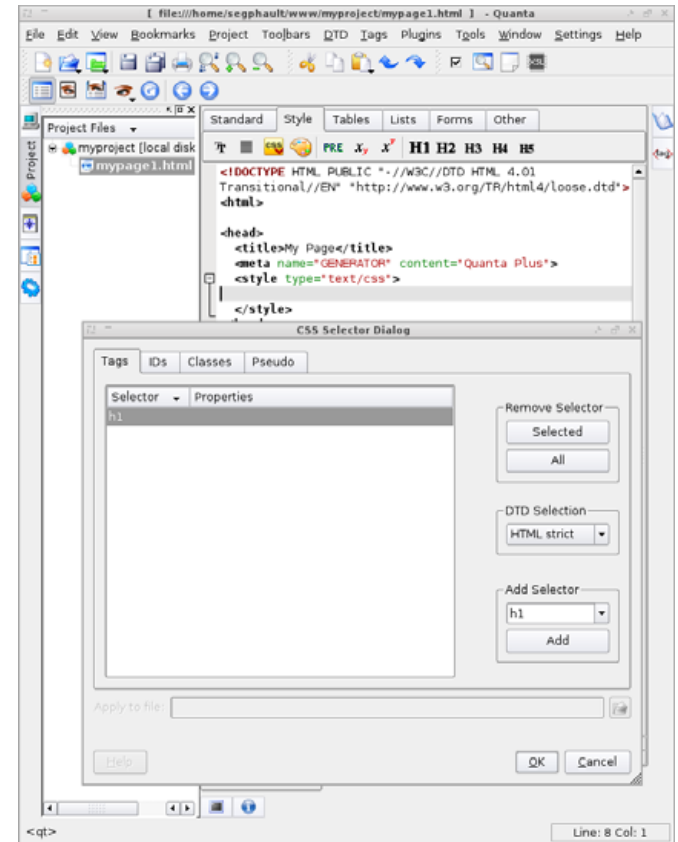 [ file:///home/segphault/www/myproject/mypage1.html ] - Quanta
File Edit View Bookmarks Project Toolbars DTD Tags Plugins Tools Window Settings Help
Project Files
Standard Style Tables Lists Forms Other
PRE H1 H2 H3 H4 H5
Project
myproject [local disk
mypage1.html
<!DOCTYPE HTML PUBLIC "-//W3C//DTD HTML 4.01
Transitional//EN" "http://www.w3.org/TR/html4/loose.dtd">
<html>
<head>
<title>My Page</title>
<meta name="GENERATOR" content="Quanta Plus">
<style type="text/css">
</style>
CSS Selector Dialog
Tags IDs Classes Pseudo
Selector Properties
h1
Remove Selector
Selected
All
DTD Selection
HTML strict
Add Selector
h1
Add
Apply to file:
Help OK Cancel
<qt> Line: 8 Col: 1